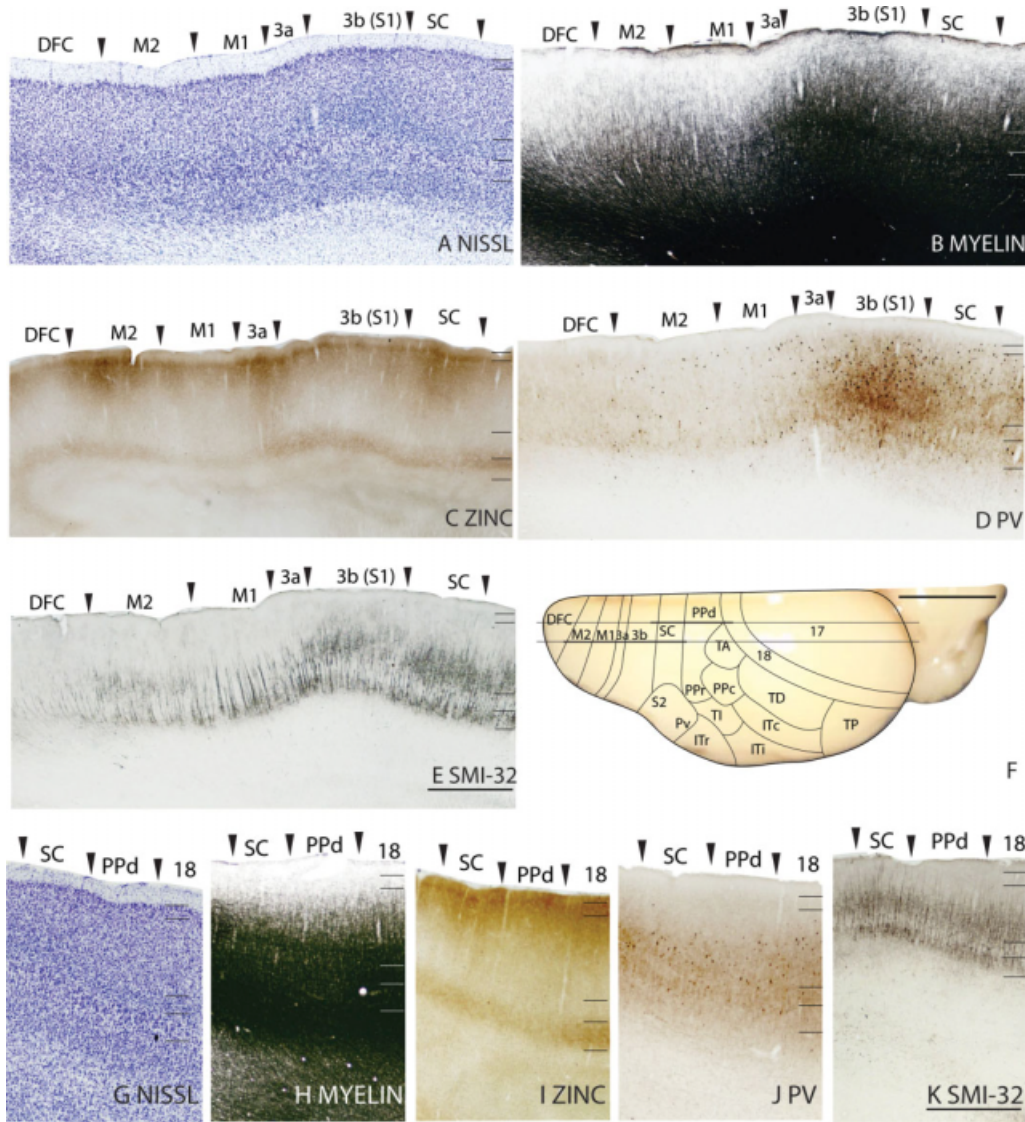 DFC M2 M1 3a 3b (S1) SC
A NISSL
DFC M2 M1 3a 3b (S1) SC
B MYELIN
DFC M2 M1 3a 3b (S1) SC
C ZINC
DFC M2 M1 3a 3b (S1) SC
D PV
DFC M2 M1 3a 3b (S1) SC
E SMI-32
DFC M2 M1 3a 3b SC PPd 17
TA 18
PPr PPc TD
S2 TI ITc TP
Pv ITr ITi
F
SC PPd 18
G NISSL
SC PPd 18
H MYELIN
SC PPd 18
I ZINC
SC PPd 18
J PV
SC PPd 18
K SMI-32